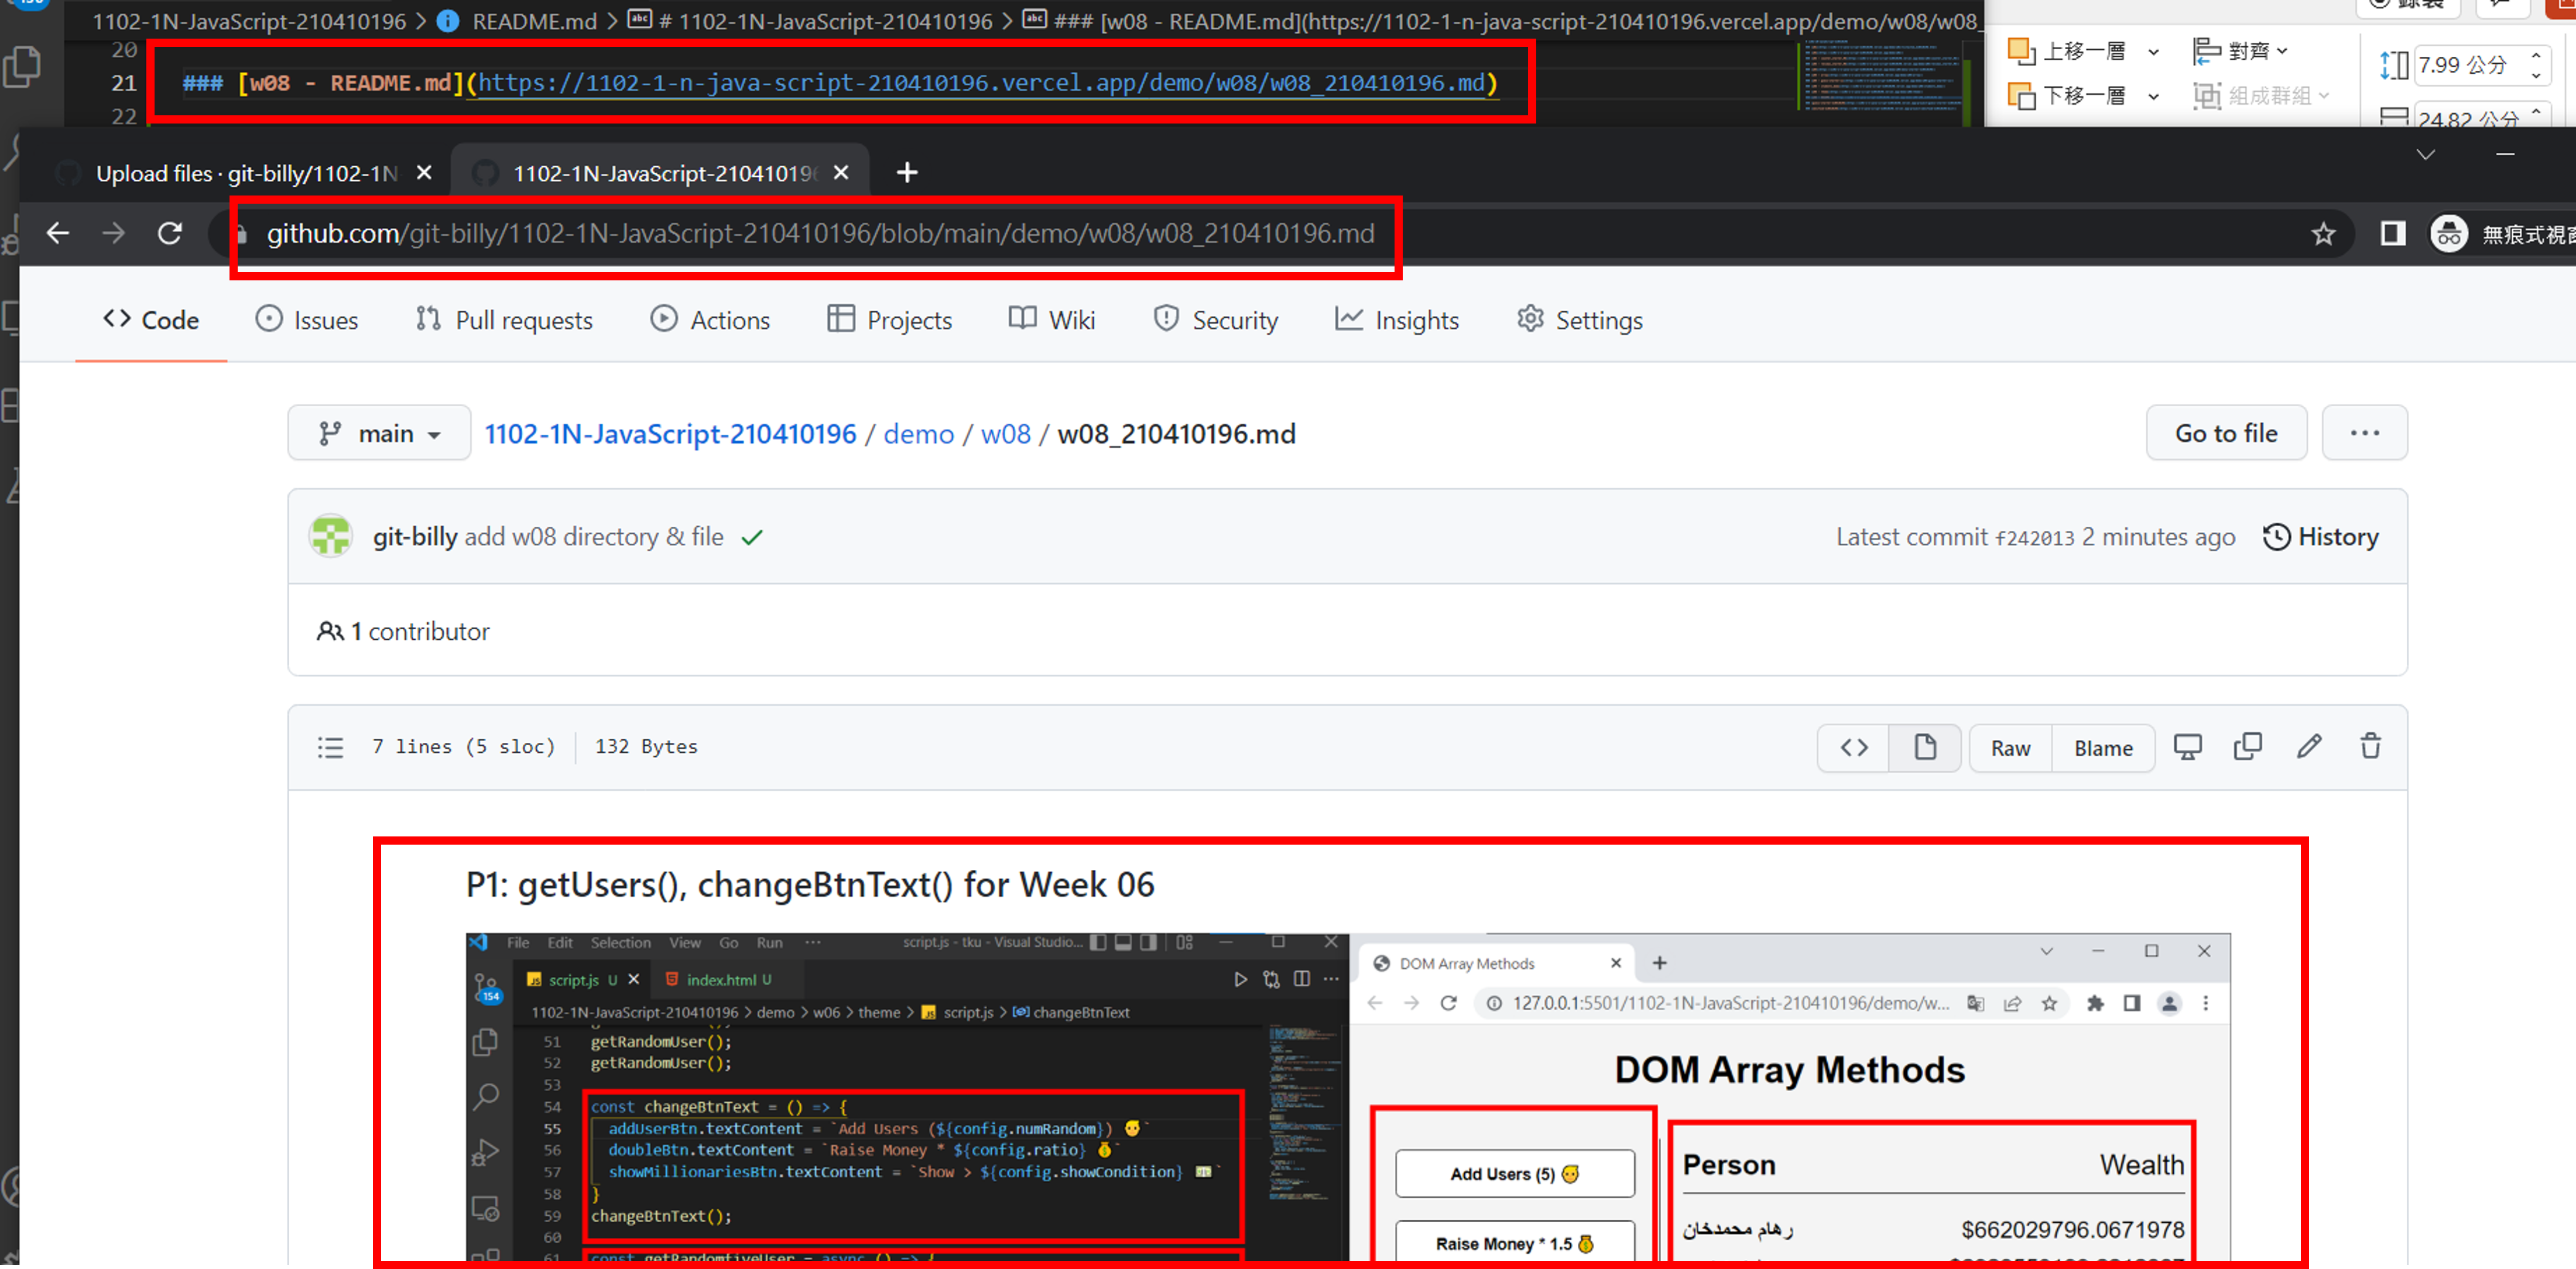 1102-1N-JavaScript-210410196 > README.md > # 1102-1N-JavaScript-210410196 > ### [w08 - README.md](https://1102-1-n-java-script-210410196.vercel.app/demo/w08/w08_
20
21 ### [w08 - README.md](https://1102-1-n-java-script-210410196.vercel.app/demo/w08/w08_210410196.md)
22
上移一層 對齊 7.99 公分
下移一層 組成群組 24.82 公分
Upload files · git-billy/1102-1N 1102-1N-JavaScript-210410196
github.com/git-billy/1102-1N-JavaScript-210410196/blob/main/demo/w08/w08_210410196.md 無痕式視窗
Code Issues Pull requests Actions Projects Wiki Security Insights Settings
main 1102-1N-JavaScript-210410196 / demo / w08 / w08_210410196.md Go to file ...
git-billy add w08 directory & file Latest commit f242013 2 minutes ago History
1 contributor
7 lines (5 sloc) 132 Bytes <> Raw Blame
P1: getUsers(), changeBtnText() for Week 06
File Edit Selection View Go Run ... script.js - tku - Visual Studio...
script.js U index.html U
154
1102-1N-JavaScript-210410196 > demo > w06 > theme > script.js > changeBtnText
51 getRandomUser();
52 getRandomUser();
53
54 const changeBtnText = () => {
55 addUserBtn.textContent = `Add Users (${config.numRandom}) 👶`
56 doubleBtn.textContent = `Raise Money * ${config.ratio} 💰`
57 showMillionariesBtn.textContent = `Show > ${config.showCondition} 💵`
58 }
59 changeBtnText();
60
61 const getRandomfiveUser = async () => {
DOM Array Methods
127.0.0.1:5501/1102-1N-JavaScript-210410196/demo/w...
DOM Array Methods
Add Users (5) 👶
Raise Money * 1.5 💰
Person Wealth
رهام محمدخان $662029796.0671978